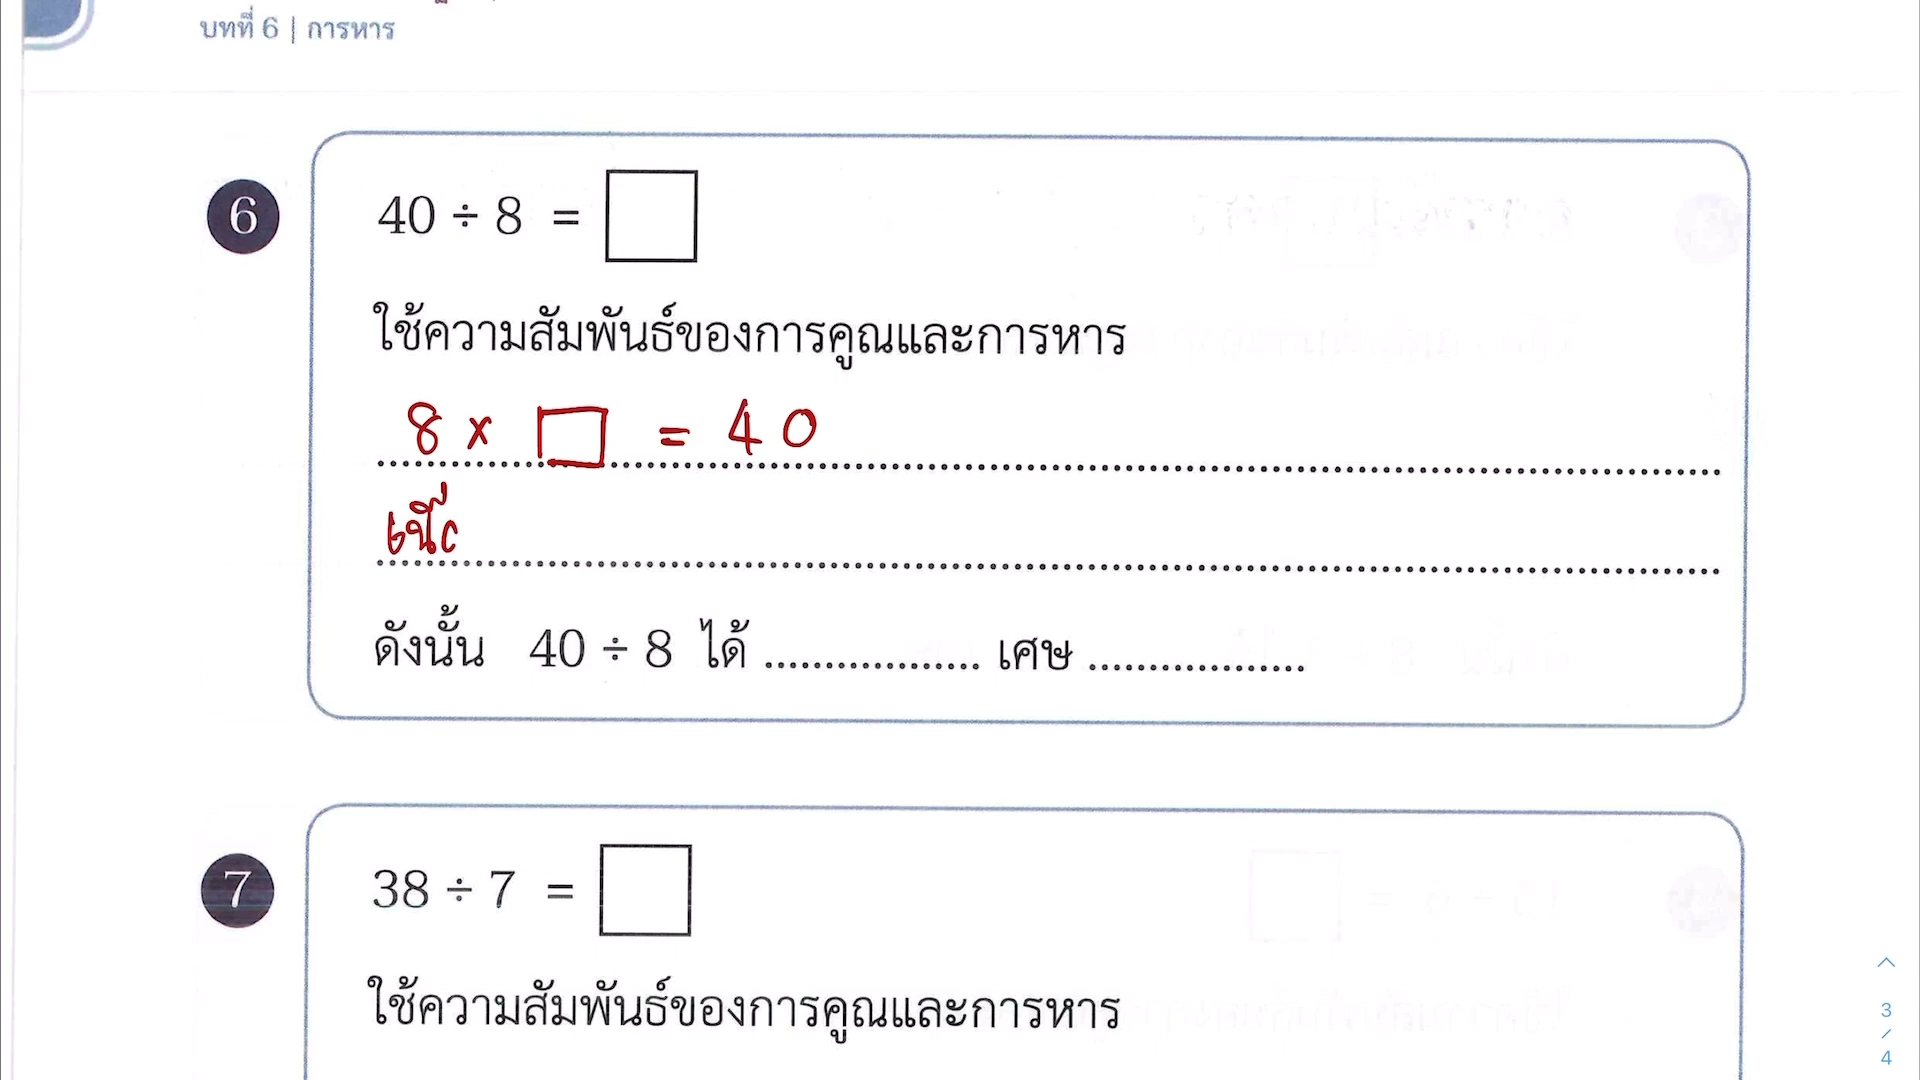 บทที่ 6 | การหาร
6
40 ÷ 8 = □
ใช้ความสัมพันธ์ของการคูณและการหาร
8 × □ = 40
ดังนั้น 40 ÷ 8 ได้ .................. เศษ ..................
7
38 ÷ 7 = □
ใช้ความสัมพันธ์ของการคูณและการหาร
3
/
4